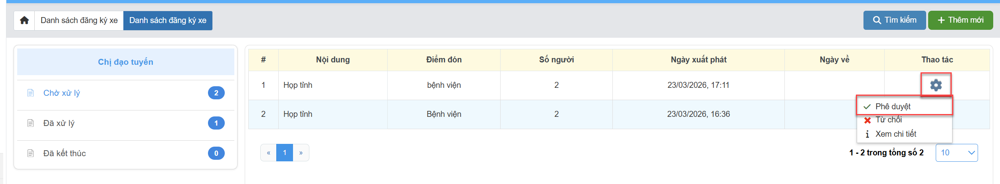 Danh sách đăng ký xe
Danh sách đăng ký xe
Tìm kiếm
Thêm mới
Chị đạo tuyến
Chờ xử lý 2
Đã xử lý 1
Đã kết thúc 0
# Nội dung Điểm đón Số người Ngày xuất phát Ngày về Thao tác
1 Họp tỉnh bệnh viện 2 23/03/2026, 17:11
2 Họp tỉnh Bệnh viện 2 23/03/2026, 16:36
Phê duyệt
Từ chối
Xem chi tiết
« 1 »
1 - 2 trong tổng số 2
10